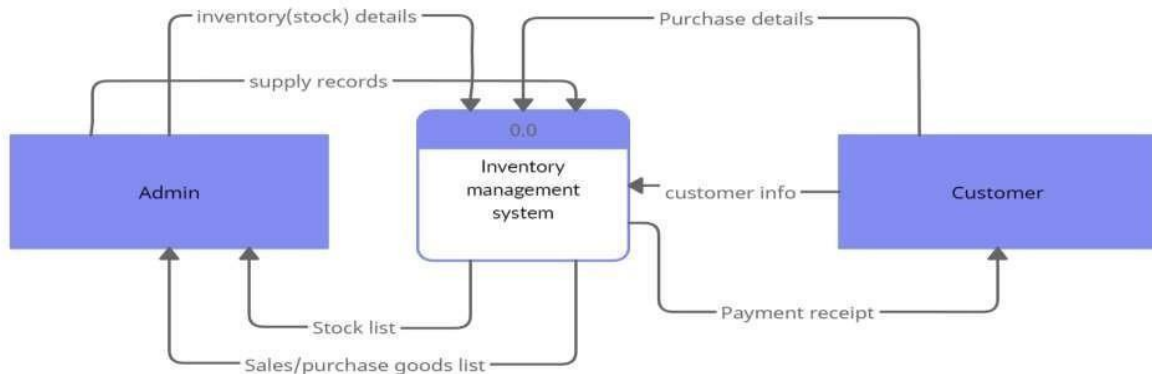 inventory(stock) details
Purchase details
supply records
0.0
Admin
Inventory
management
system
customer info
Customer
Payment receipt
Stock list
Sales/purchase goods list